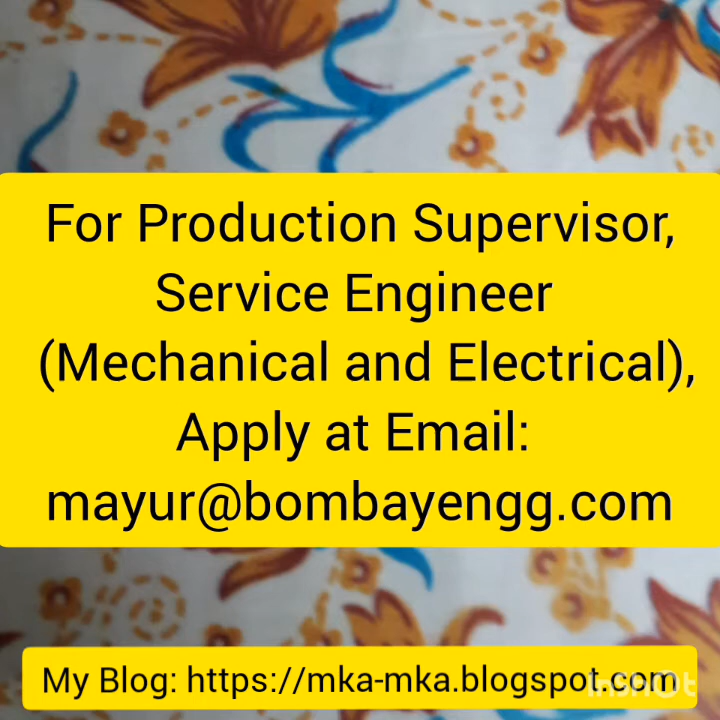 For Production Supervisor,
Service Engineer
(Mechanical and Electrical),
Apply at Email:
mayur@bombayengg.com
My Blog: https://mka-mka.blogspot.com
InShOt